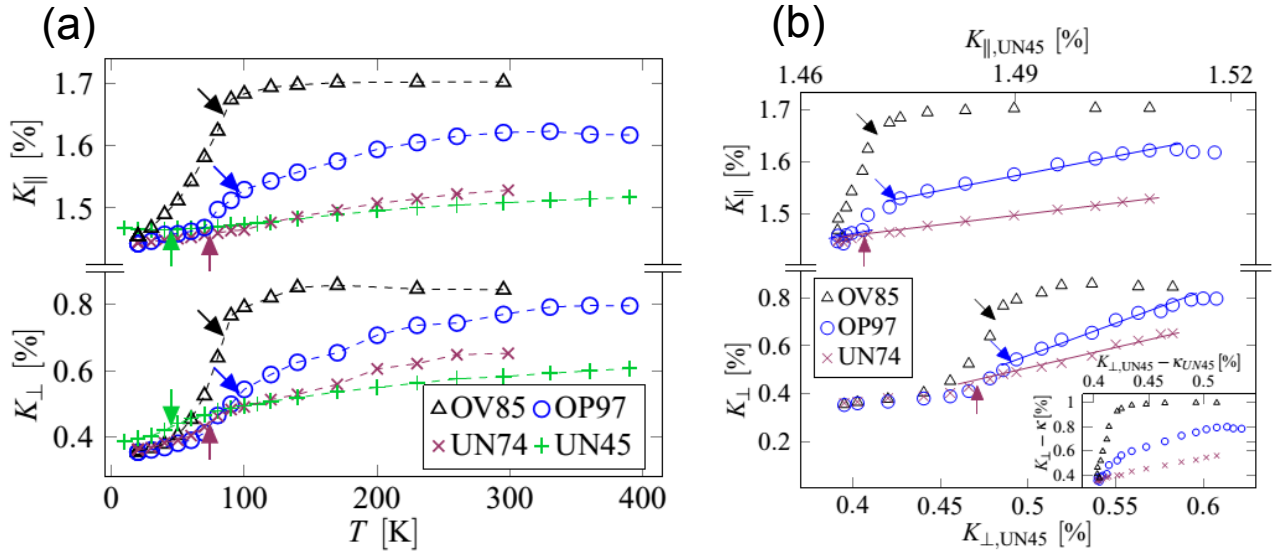 (a)
K∥ [%]
1.7
1.6
1.5
K⊥ [%]
0.8
0.6
0.4
OV85 OP97
UN74 UN45
0 100 200 300 400
T [K]
(b)
K∥,UN45 [%]
1.46 1.49 1.52
K∥ [%]
1.7
1.6
1.5
K⊥ [%]
0.8
0.6
0.4
0.2
OV85
OP97
UN74
K⊥,UN45 − κUN45 [%]
0.4 0.45 0.5
K⊥ − κ [%]
1
0.8
0.6
0.4
0.4 0.45 0.5 0.55 0.6
K⊥,UN45 [%]